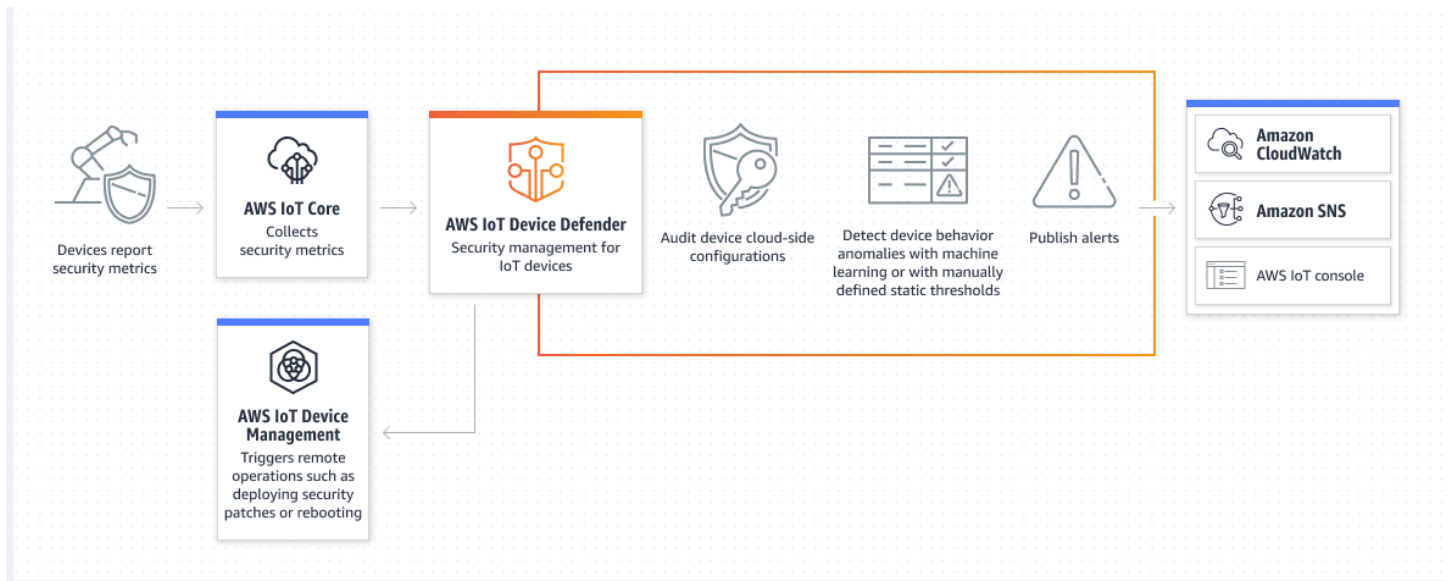 Devices report
security metrics
AWS IoT Core
Collects
security metrics
AWS IoT Device Defender
Security management for
IoT devices
Audit device cloud-side
configurations
Detect device behavior
anomalies with machine
learning or with manually
defined static thresholds
Publish alerts
Amazon
CloudWatch
Amazon SNS
AWS IoT console
AWS IoT Device
Management
Triggers remote
operations such as
deploying security
patches or rebooting